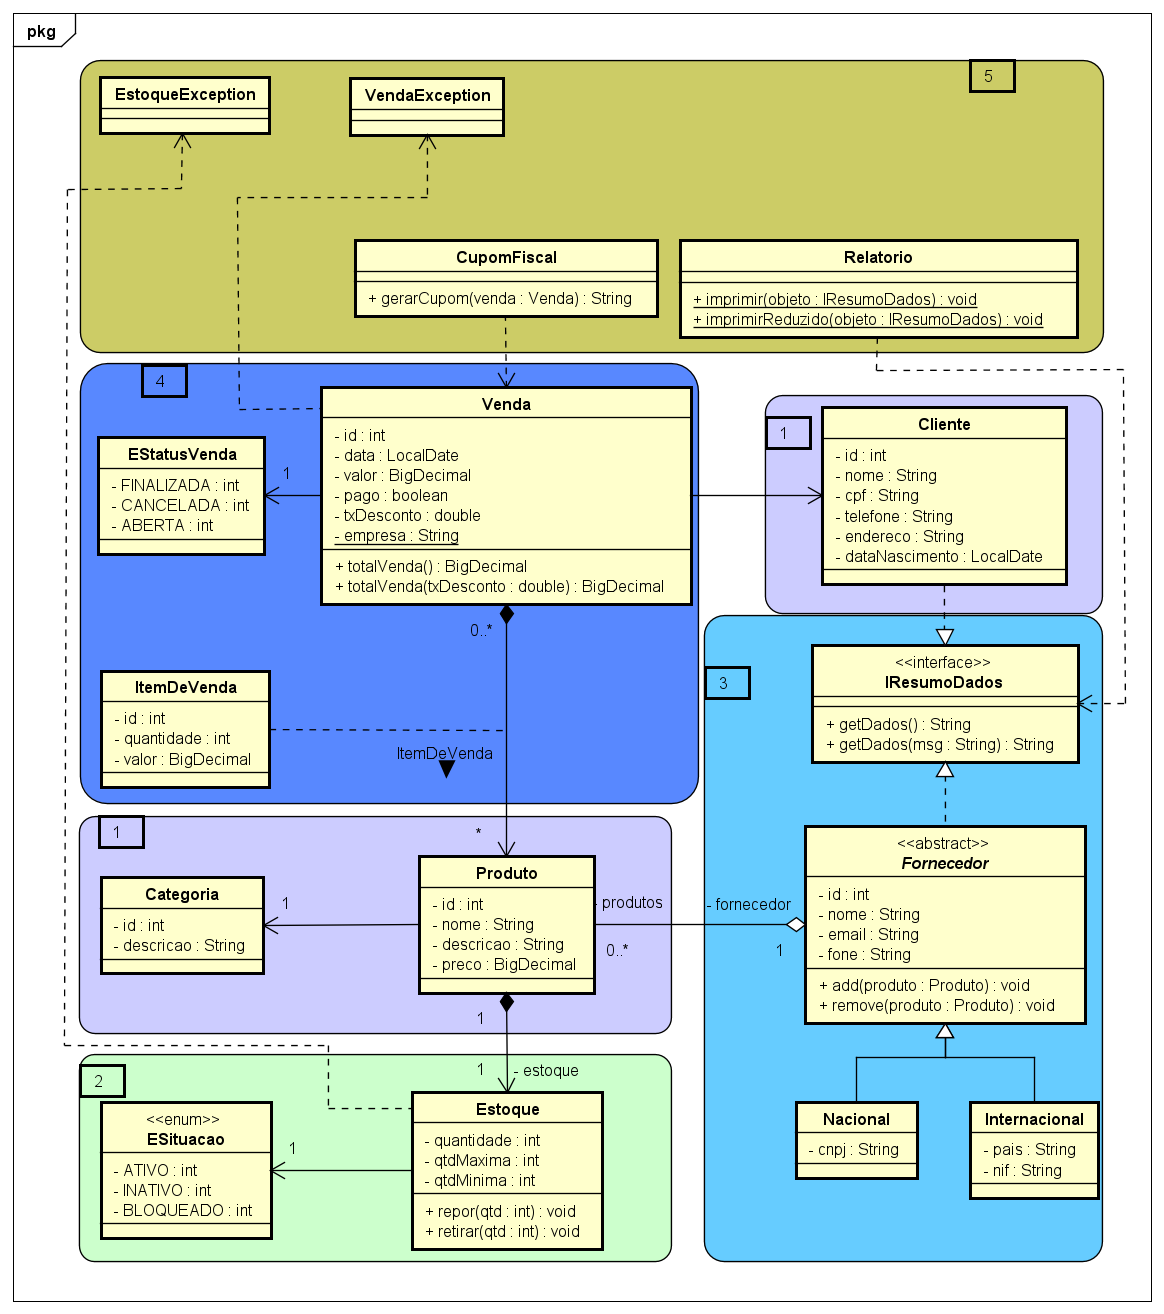 pkg
5
EstoqueException
VendaException
CupomFiscal
+ gerarCupom(venda : Venda) : String
Relatorio
+ imprimir(objeto : IResumoDados) : void
+ imprimirReduzido(objeto : IResumoDados) : void
4
Venda
- id : int
- data : LocalDate
- valor : BigDecimal
- pago : boolean
- txDesconto : double
- empresa : String
+ totalVenda() : BigDecimal
+ totalVenda(txDesconto : double) : BigDecimal
EStatusVenda
- FINALIZADA : int
- CANCELADA : int
- ABERTA : int
1
1
Cliente
- id : int
- nome : String
- cpf : String
- telefone : String
- endereco : String
- dataNascimento : LocalDate
0..*
ItemDeVenda
- id : int
- quantidade : int
- valor : BigDecimal
ItemDeVenda
*
3
<<interface>>
IResumoDados
+ getDados() : String
+ getDados(msg : String) : String
1
Categoria
- id : int
- descricao : String
1
Produto
- id : int
- nome : String
- descricao : String
- preco : BigDecimal
- produtos
0..*
- fornecedor
1
<<abstract>>
Fornecedor
- id : int
- nome : String
- email : String
- fone : String
+ add(produto : Produto) : void
+ remove(produto : Produto) : void
1
1
- estoque
2
<<enum>>
ESituacao
- ATIVO : int
- INATIVO : int
- BLOQUEADO : int
1
Estoque
- quantidade : int
- qtdMaxima : int
- qtdMinima : int
+ repor(qtd : int) : void
+ retirar(qtd : int) : void
Nacional
- cnpj : String
Internacional
- pais : String
- nif : String